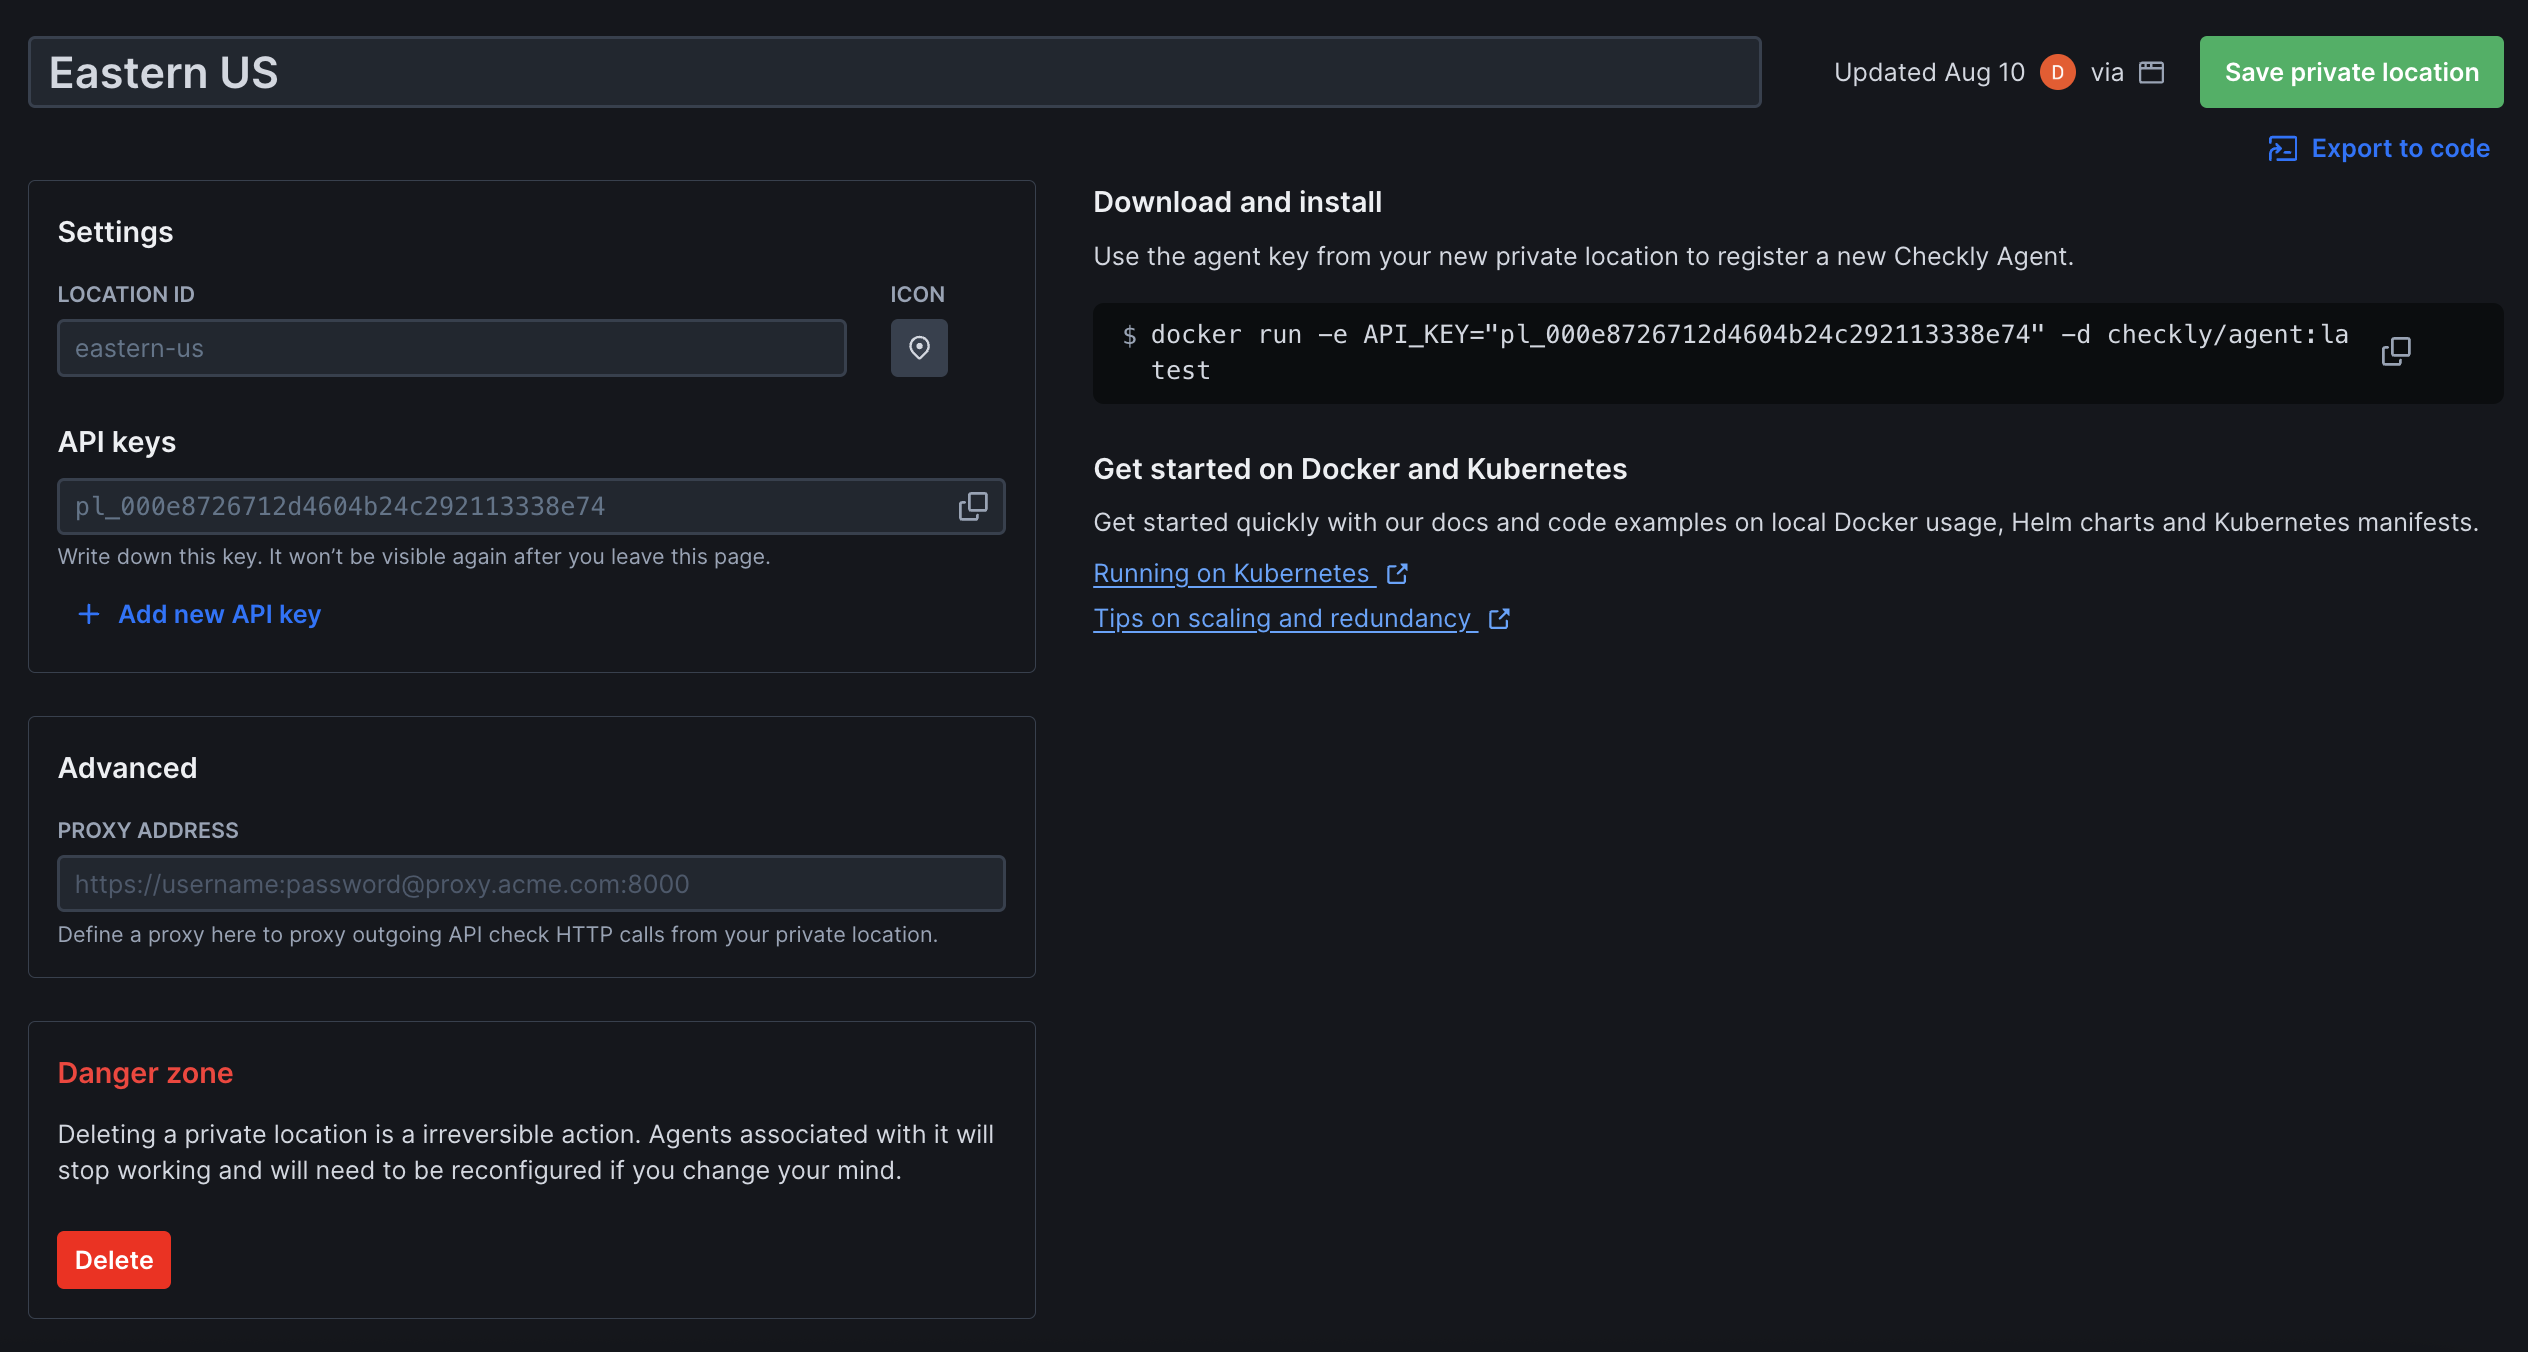 Eastern US
Updated Aug 10 D via
Save private location
Export to code
Settings
LOCATION ID
ICON
eastern-us
API keys
pl_000e8726712d4604b24c292113338e74
Write down this key. It won’t be visible again after you leave this page.
+ Add new API key
Advanced
PROXY ADDRESS
https://username:password@proxy.acme.com:8000
Define a proxy here to proxy outgoing API check HTTP calls from your private location.
Danger zone
Deleting a private location is a irreversible action. Agents associated with it will
stop working and will need to be reconfigured if you change your mind.
Delete
Download and install
Use the agent key from your new private location to register a new Checkly Agent.
$ docker run -e API_KEY="pl_000e8726712d4604b24c292113338e74" -d checkly/agent:la
test
Get started on Docker and Kubernetes
Get started quickly with our docs and code examples on local Docker usage, Helm charts and Kubernetes manifests.
Running on Kubernetes
Tips on scaling and redundancy